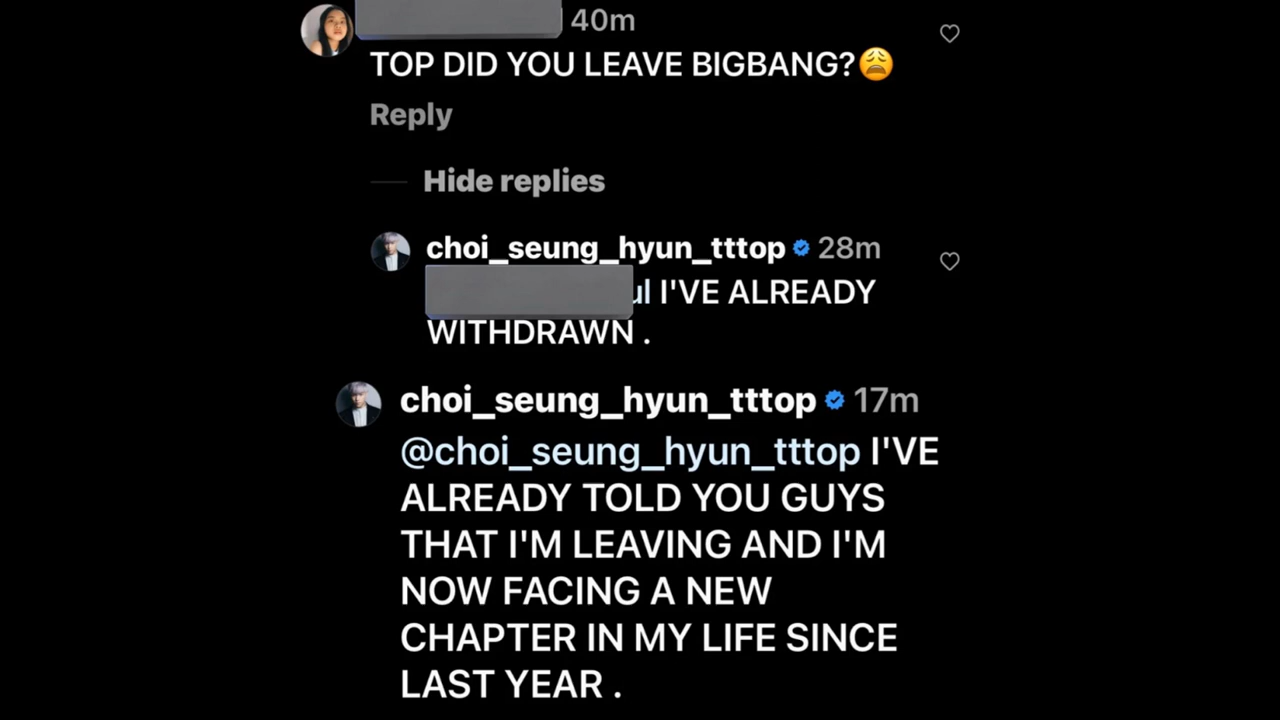 40m
TOP DID YOU LEAVE BIGBANG?😩
Reply
Hide replies
choi_seung_hyun_tttop 28m
I'VE ALREADY
WITHDRAWN .
choi_seung_hyun_tttop 17m
@choi_seung_hyun_tttop I'VE
ALREADY TOLD YOU GUYS
THAT I'M LEAVING AND I'M
NOW FACING A NEW
CHAPTER IN MY LIFE SINCE
LAST YEAR .